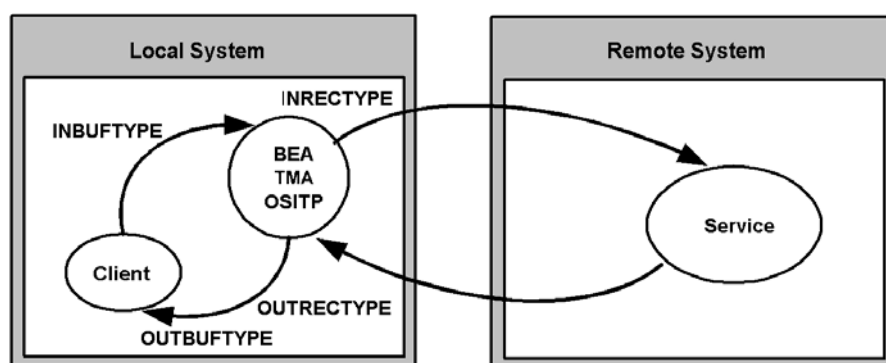 Local System
Remote System
INRECTYPE
INBUFTYPE
BEA
TMA
OSITP
Service
Client
OUTRECTYPE
OUTBUFTYPE